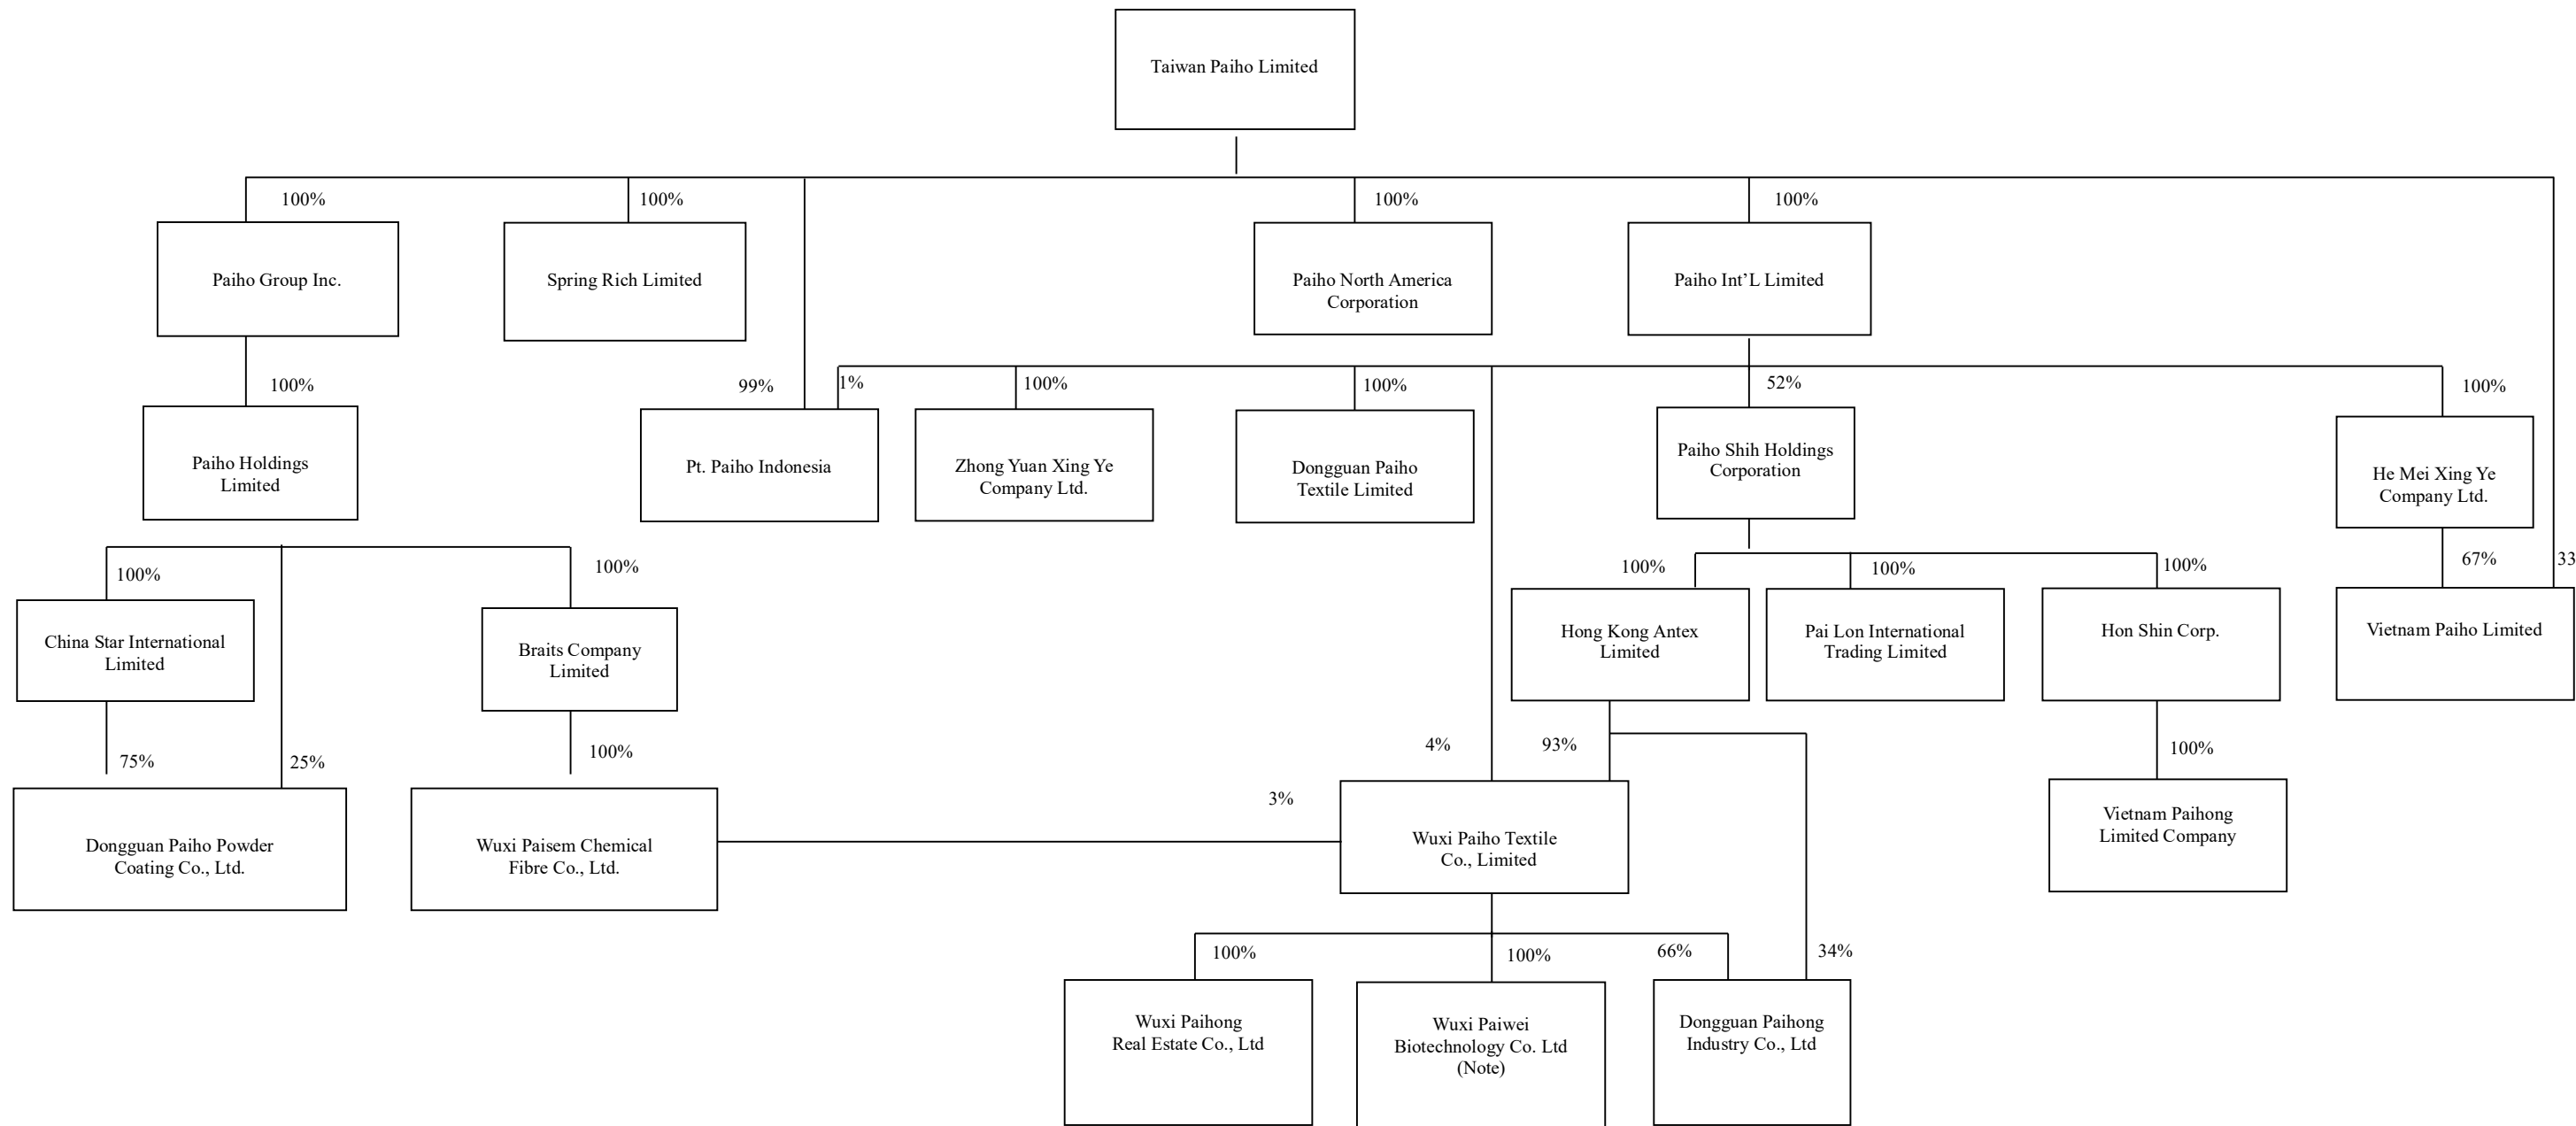 Taiwan Paiho Limited
100%
100%
100%
100%
Paiho Group Inc.
Spring Rich Limited
Paiho North America
Corporation
Paiho Int’L Limited
100%
99%
1%
100%
100%
52%
100%
Paiho Holdings
Limited
Pt. Paiho Indonesia
Zhong Yuan Xing Ye
Company Ltd.
Dongguan Paiho
Textile Limited
Paiho Shih Holdings
Corporation
He Mei Xing Ye
Company Ltd.
100%
100%
100%
100%
100%
67%
33
China Star International
Limited
Braits Company
Limited
Hong Kong Antex
Limited
Pai Lon International
Trading Limited
Hon Shin Corp.
Vietnam Paiho Limited
75%
25%
100%
4%
93%
100%
3%
Dongguan Paiho Powder
Coating Co., Ltd.
Wuxi Paisem Chemical
Fibre Co., Ltd.
Wuxi Paiho Textile
Co., Limited
Vietnam Paihong
Limited Company
100%
100%
66%
34%
Wuxi Paihong
Real Estate Co., Ltd
Wuxi Paiwei
Biotechnology Co. Ltd
(Note)
Dongguan Paihong
Industry Co., Ltd